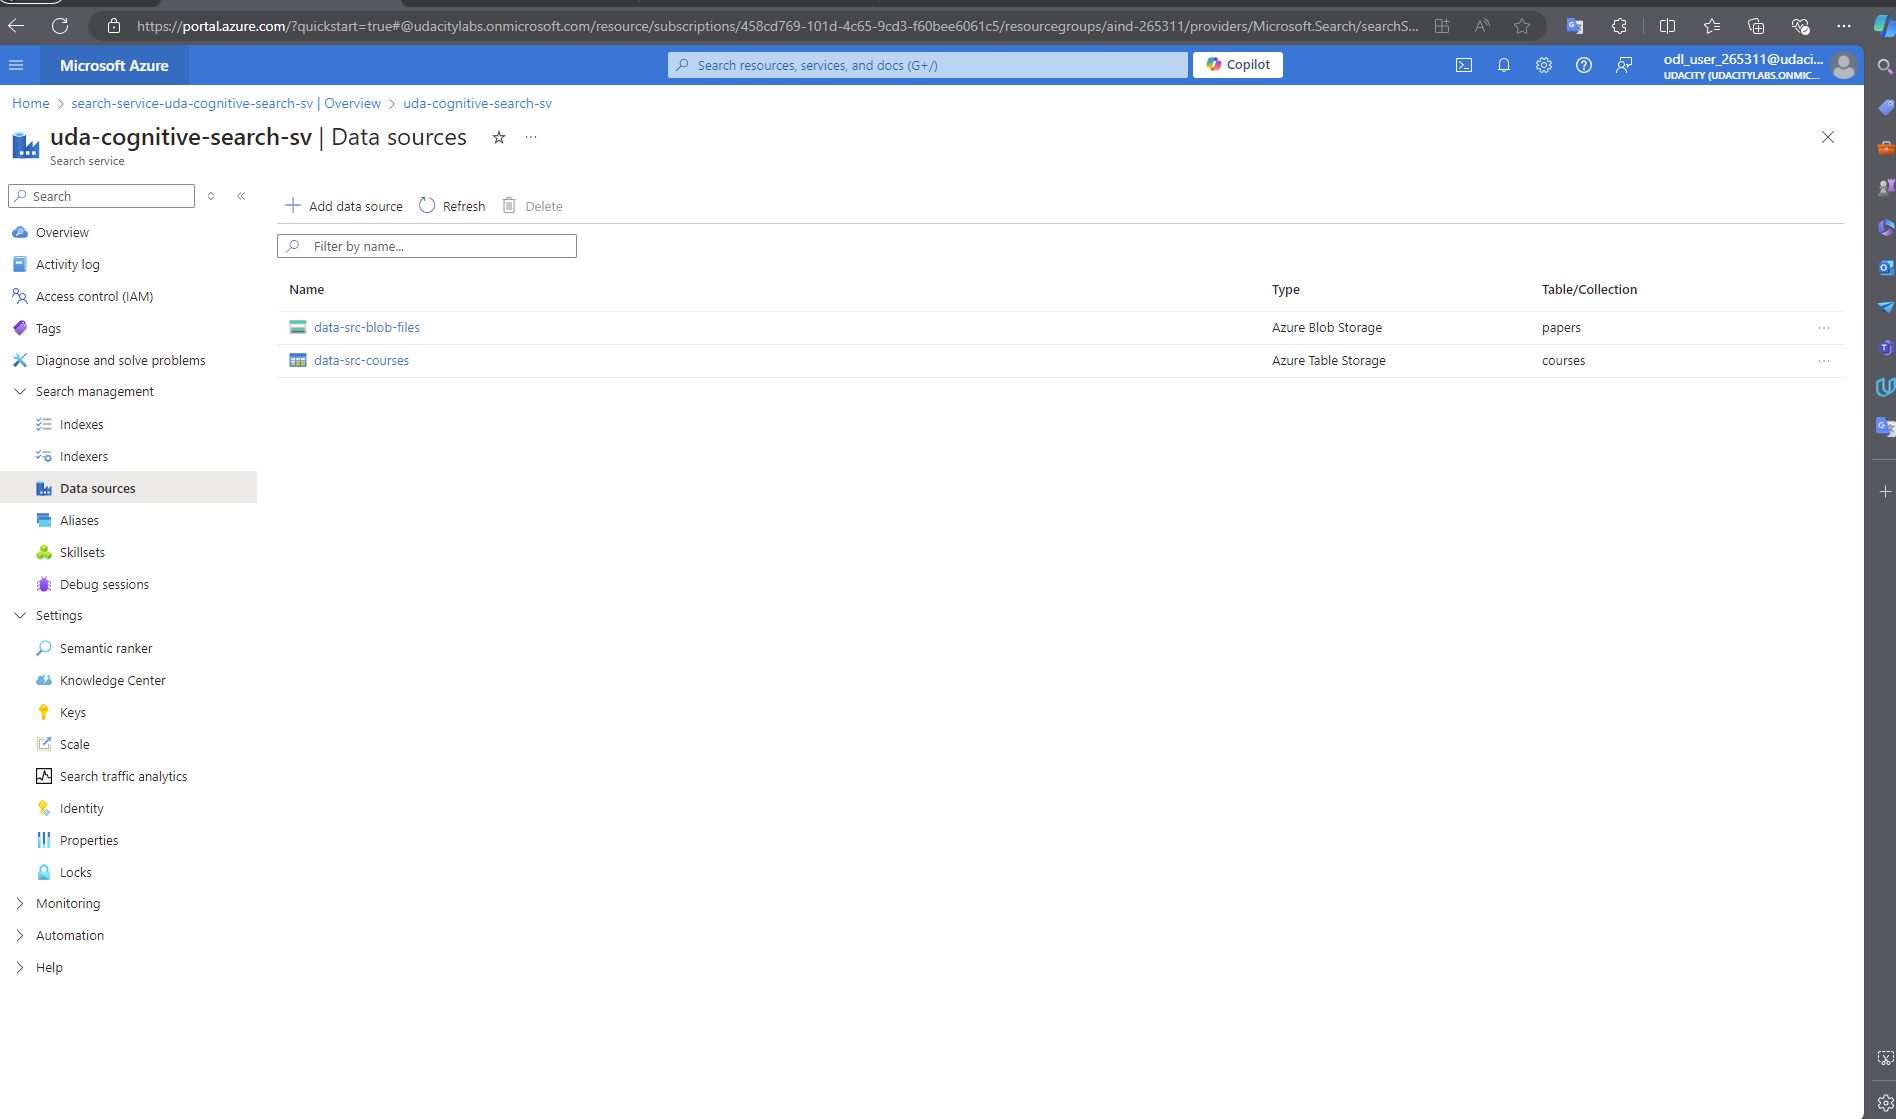 https://portal.azure.com/?quickstart=true#@udacitylabs.onmicrosoft.com/resource/subscriptions/458cd769-101d-4c65-9cd3-f60bee6061c5/resourcegroups/aind-265311/providers/Microsoft.Search/searchS...
Microsoft Azure
Search resources, services, and docs (G+/)
Copilot
odl_user_265311@udaci...
UDACITY (UDACITYLABS.ONMIC...
Home > search-service-uda-cognitive-search-sv | Overview > uda-cognitive-search-sv
uda-cognitive-search-sv | Data sources
Search service
Search
Add data source
Refresh
Delete
Filter by name...
Name
Type
Table/Collection
data-src-blob-files
Azure Blob Storage
papers
data-src-courses
Azure Table Storage
courses
Overview
Activity log
Access control (IAM)
Tags
Diagnose and solve problems
Search management
Indexes
Indexers
Data sources
Aliases
Skillsets
Debug sessions
Settings
Semantic ranker
Knowledge Center
Keys
Scale
Search traffic analytics
Identity
Properties
Locks
Monitoring
Automation
Help